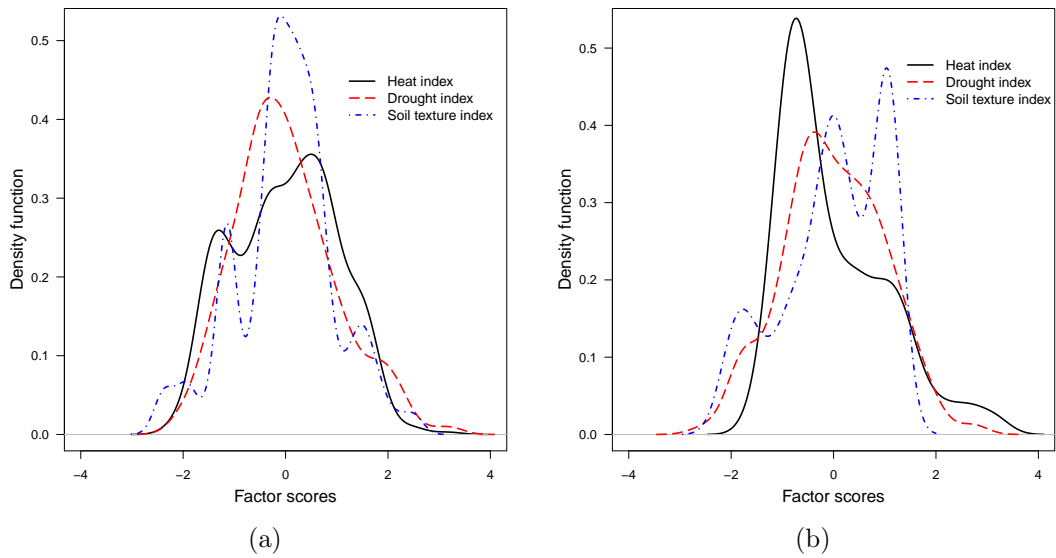 0.5
0.4
0.3
0.2
0.1
0.0
Density function
Heat index
Drought index
Soil texture index
−4 −2 0 2 4
Factor scores
(a)
0.5
0.4
0.3
0.2
0.1
0.0
Density function
Heat index
Drought index
Soil texture index
−4 −2 0 2 4
Factor scores
(b)